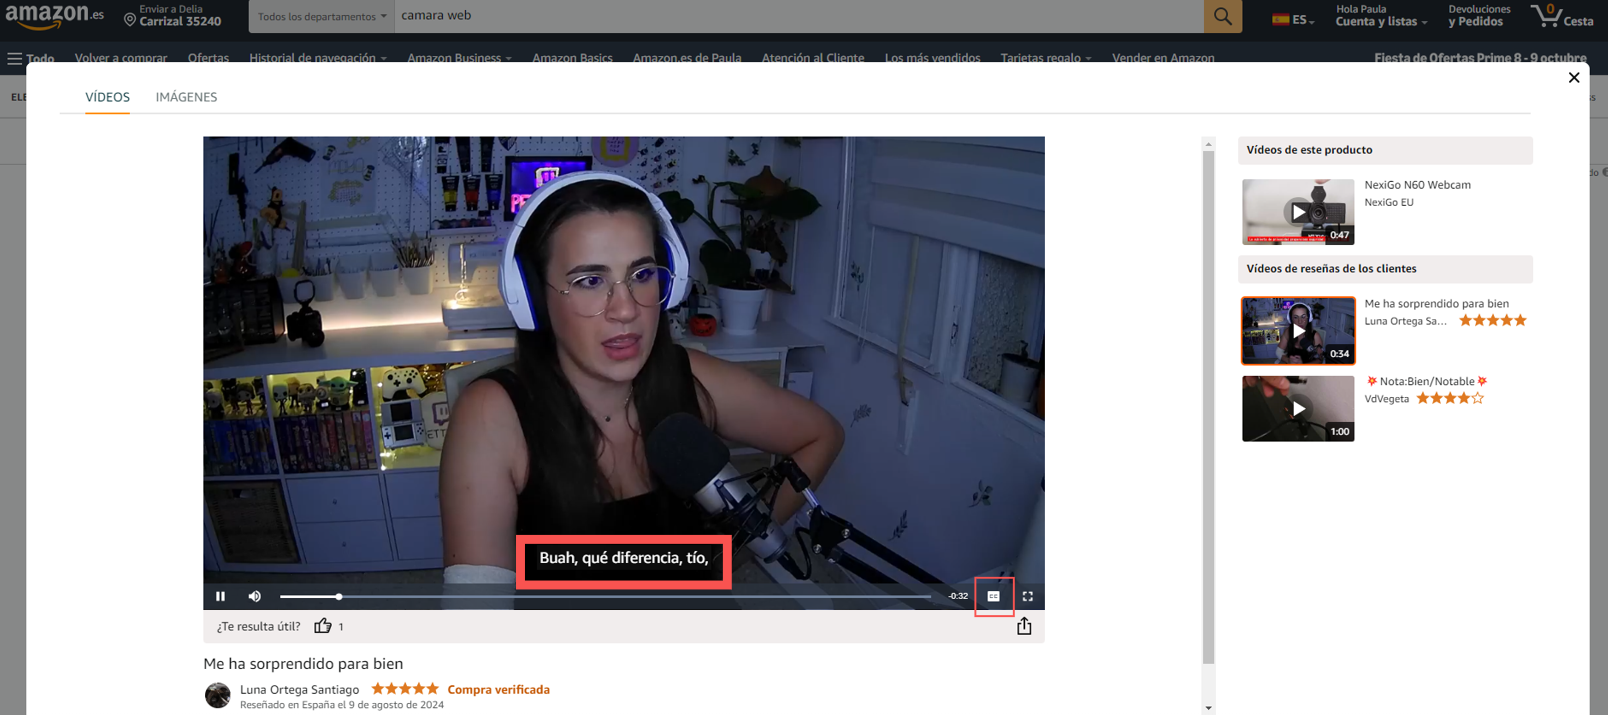 amazon.es
Enviar a Delia
Carrizal 35240
Todos los departamentos
camara web
ES
Hola Paula
Cuenta y listas
Devoluciones
y Pedidos
0
Cesta
Todo
Volver a comprar
Ofertas
Historial de navegación
Amazon Business
Amazon Basics
Amazon.es de Paula
Atención al Cliente
Los más vendidos
Tarjetas regalo
Vender en Amazon
Fiesta de Ofertas Prime 8 - 9 octubre
VÍDEOS
IMÁGENES
Buah, qué diferencia, tío,
-0:32
CC
¿Te resulta útil?
1
Me ha sorprendido para bien
Luna Ortega Santiago
Compra verificada
Reseñado en España el 9 de agosto de 2024
Vídeos de este producto
NexiGo N60 Webcam
NexiGo EU
0:47
Vídeos de reseñas de los clientes
Me ha sorprendido para bien
Luna Ortega Sa...
0:34
Nota:Bien/Notable
VdVegeta
1:00